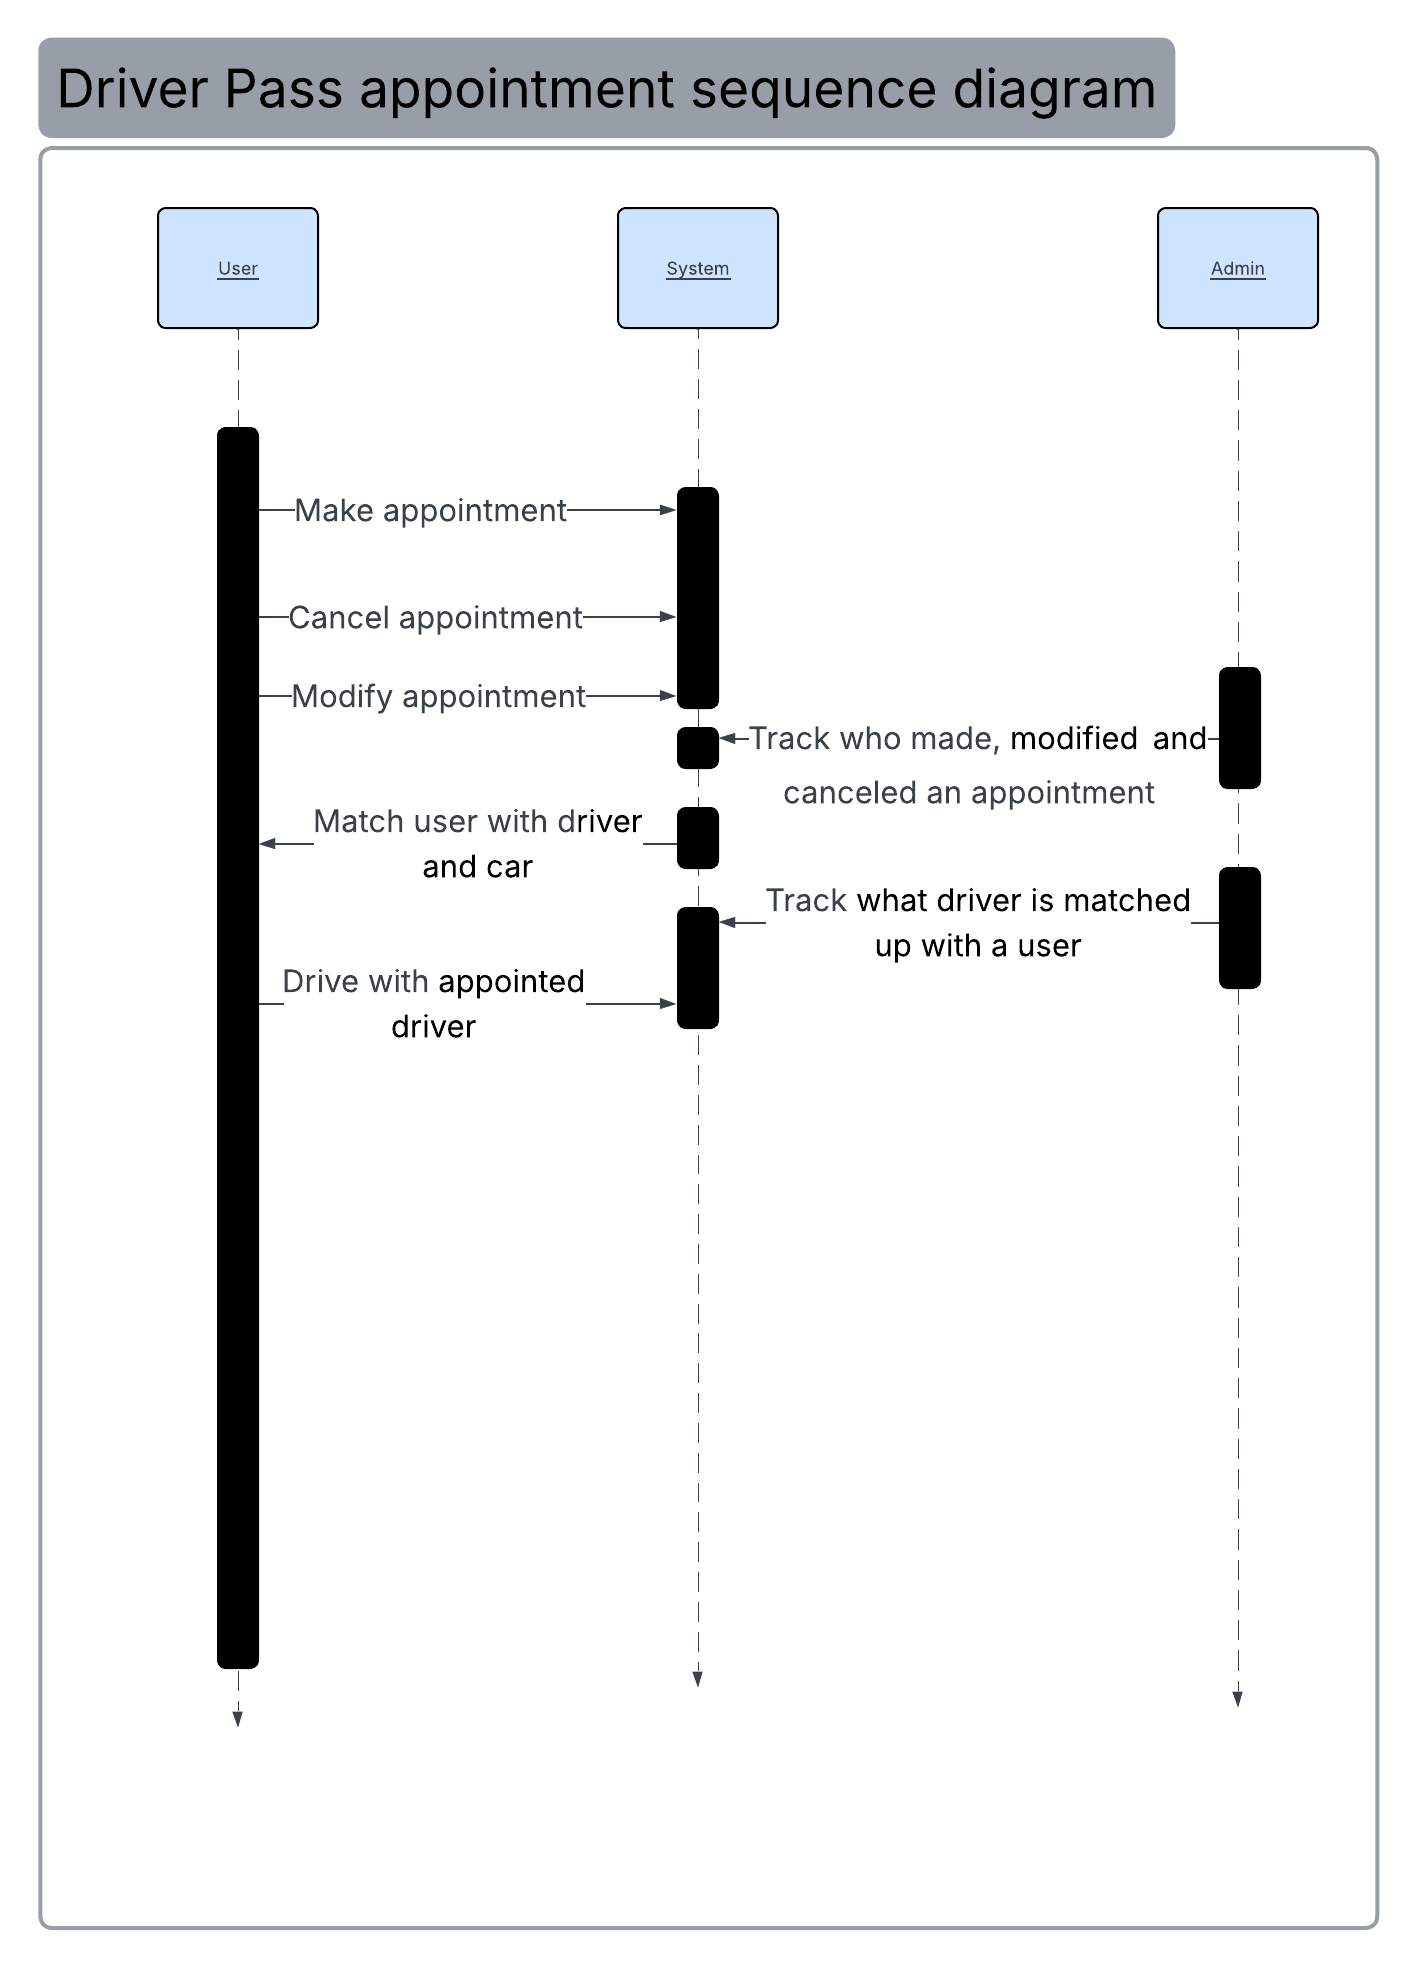 Driver Pass appointment sequence diagram
User
System
Admin
Make appointment
Cancel appointment
Modify appointment
Track who made, modified and
canceled an appointment
Match user with driver
and car
Track what driver is matched
up with a user
Drive with appointed
driver